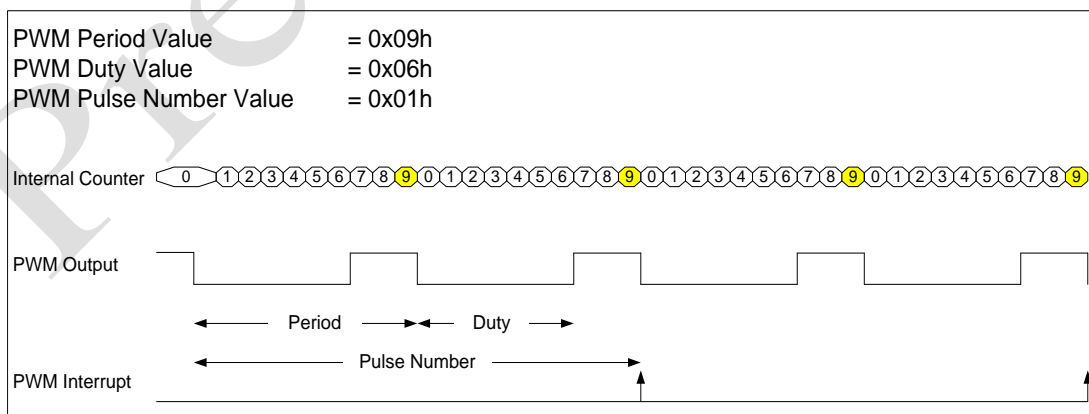 PWM Period Value = 0x09h
PWM Duty Value = 0x06h
PWM Pulse Number Value = 0x01h
Internal Counter 0 1 2 3 4 5 6 7 8 9 0 1 2 3 4 5 6 7 8 9 0 1 2 3 4 5 6 7 8 9 0 1 2 3 4 5 6 7 8 9
PWM Output
Period Duty
Pulse Number
PWM Interrupt
Pre